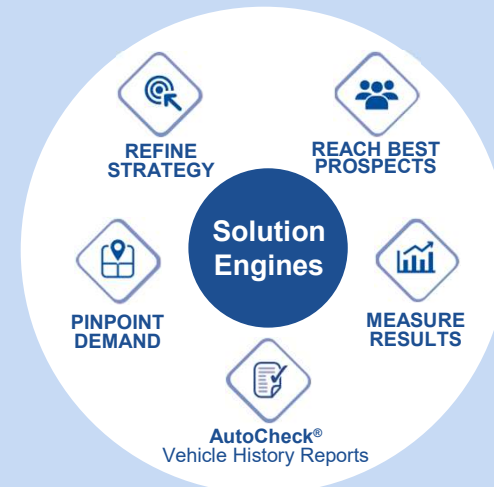 REFINE
STRATEGY
REACH BEST
PROSPECTS
Solution
Engines
PINPOINT
DEMAND
MEASURE
RESULTS
AutoCheck®
Vehicle History Reports